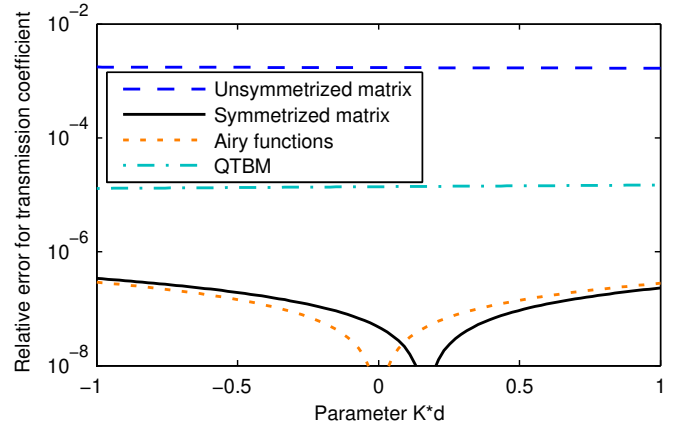 10^-2
10^-4
10^-6
10^-8
Relative error for transmission coefficient
Unsymmetrized matrix
Symmetrized matrix
Airy functions
QTBM
−1
−0.5
0
0.5
1
Parameter K*d